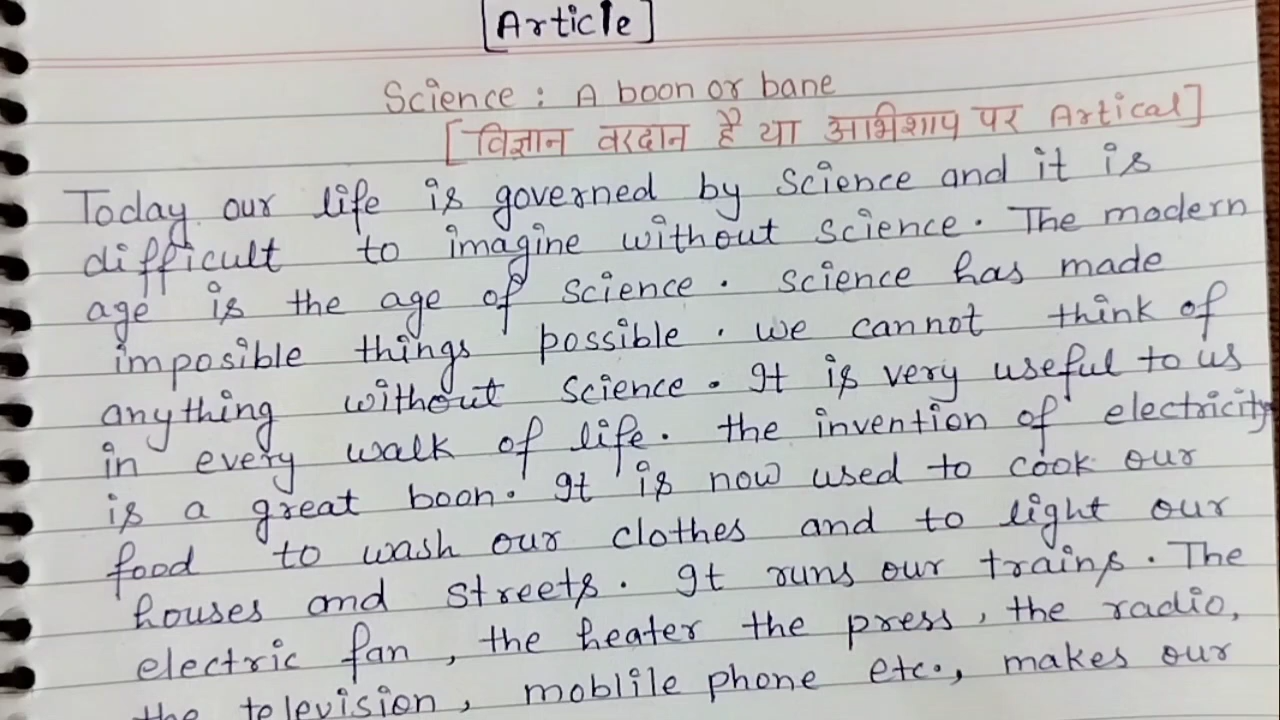 [Article]
Science : A boon or bane
[विज्ञान वरदान है या आभीशाप पर Artical]
Today our life is governed by Science and it is
difficult to imagine without science. The modern
age is the age of science. Science has made
imposible things possible. we cannot think of
anything without science. It is very useful to us
in every walk of life. the invention of electricity
is a great boon. It is now used to cook our
food to wash our clothes and to light our
houses and streets. It runs our trains. The
electric fan, the heater the press, the radio,
the television, moblile phone etc., makes our